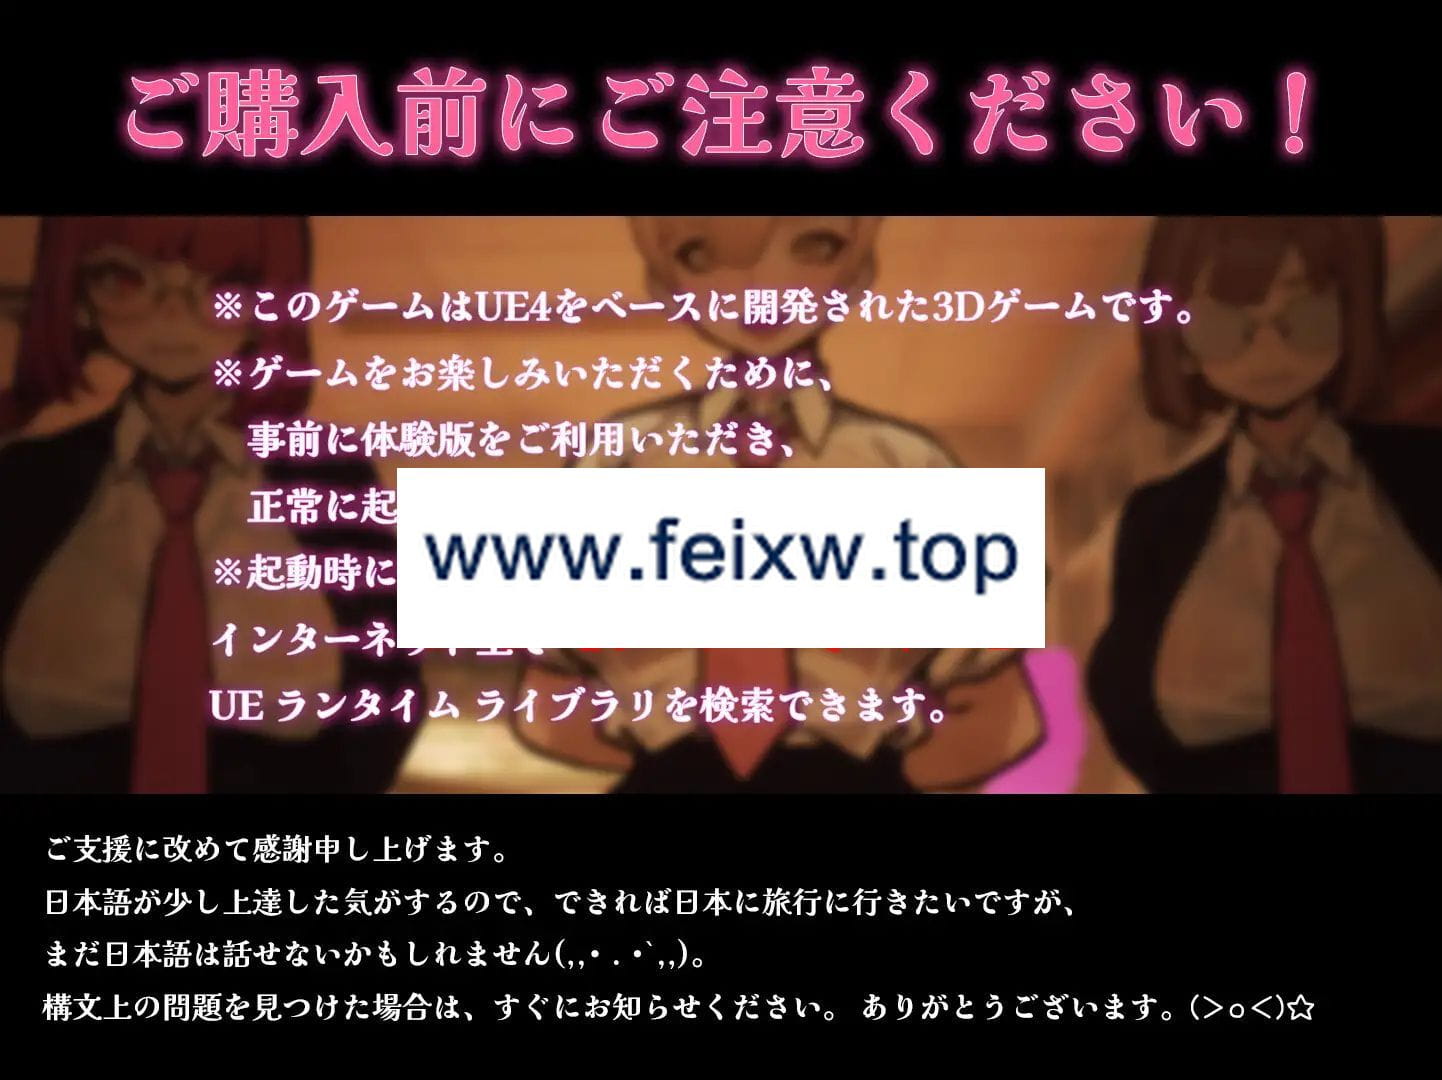 ご購入前にご注意ください！
※このゲームはUE4をベースに開発された3Dゲームです。
※ゲームをお楽しみいただくために、
事前に体験版をご利用いただき、
正常に起
www.feixw.top
※起動時に
インターネット上で
UE ランタイム ライブラリを検索できます。
ご支援に改めて感謝申し上げます。
日本語が少し上達した気がするので、できれば日本に旅行に行きたいですが、
まだ日本語は話せないかもしれません(,,･ . ･`,,)。
構文上の問題を見つけた場合は、すぐにお知らせください。 ありがとうございます。(＞o＜)☆